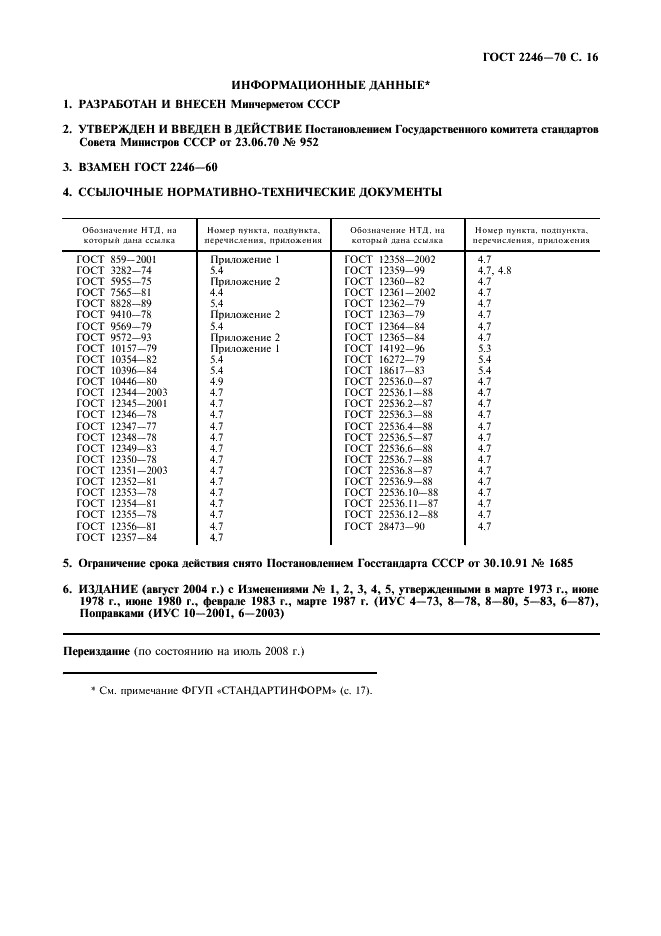 ГОСТ 2246—70 С. 16
ИНФОРМАЦИОННЫЕ ДАННЫЕ*
1. РАЗРАБОТАН И ВНЕСЕН Минчерметом СССР
2. УТВЕРЖДЕН И ВВЕДЕН В ДЕЙСТВИЕ Постановлением Государственного комитета стандартов
Совета Министров СССР от 23.06.70 № 952
3. ВЗАМЕН ГОСТ 2246—60
4. ССЫЛОЧНЫЕ НОРМАТИВНО-ТЕХНИЧЕСКИЕ ДОКУМЕНТЫ
Обозначение НТД, на который дана ссылка | Номер пункта, подпункта, перечисления, приложения | Обозначение НТД, на который дана ссылка | Номер пункта, подпункта, перечисления, приложения
ГОСТ 859—2001 Приложение 1 ГОСТ 12358—2002 4.7
ГОСТ 3282—74 5.4 ГОСТ 12359—99 4.7, 4.8
ГОСТ 5955—75 Приложение 2 ГОСТ 12360—82 4.7
ГОСТ 7565—81 4.4 ГОСТ 12361—2002 4.7
ГОСТ 8828—89 5.4 ГОСТ 12362—79 4.7
ГОСТ 9410—78 Приложение 2 ГОСТ 12363—79 4.7
ГОСТ 9569—79 5.4 ГОСТ 12364—84 4.7
ГОСТ 9572—93 Приложение 2 ГОСТ 12365—84 4.7
ГОСТ 10157—79 Приложение 1 ГОСТ 14192—96 5.3
ГОСТ 10354—82 5.4 ГОСТ 16272—79 5.4
ГОСТ 10396—84 5.4 ГОСТ 18617—83 5.4
ГОСТ 10446—80 4.9 ГОСТ 22536.0—87 4.7
ГОСТ 12344—2003 4.7 ГОСТ 22536.1—88 4.7
ГОСТ 12345—2001 4.7 ГОСТ 22536.2—87 4.7
ГОСТ 12346—78 4.7 ГОСТ 22536.3—88 4.7
ГОСТ 12347—77 4.7 ГОСТ 22536.4—88 4.7
ГОСТ 12348—78 4.7 ГОСТ 22536.5—87 4.7
ГОСТ 12349—83 4.7 ГОСТ 22536.6—88 4.7
ГОСТ 12350—78 4.7 ГОСТ 22536.7—88 4.7
ГОСТ 12351—2003 4.7 ГОСТ 22536.8—87 4.7
ГОСТ 12352—81 4.7 ГОСТ 22536.9—88 4.7
ГОСТ 12353—78 4.7 ГОСТ 22536.10—88 4.7
ГОСТ 12354—81 4.7 ГОСТ 22536.11—87 4.7
ГОСТ 12355—78 4.7 ГОСТ 22536.12—88 4.7
ГОСТ 12356—81 4.7 ГОСТ 28473—90 4.7
ГОСТ 12357—84 4.7
5. Ограничение срока действия снято Постановлением Госстандарта СССР от 30.10.91 № 1685
6. ИЗДАНИЕ (август 2004 г.) с Изменениями № 1, 2, 3, 4, 5, утвержденными в марте 1973 г., июне
1978 г., июне 1980 г., феврале 1983 г., марте 1987 г. (ИУС 4—73, 8—78, 8—80, 5—83, 6—87),
Поправками (ИУС 10—2001, 6—2003)
Переиздание (по состоянию на июль 2008 г.)
* См. примечание ФГУП «СТАНДАРТИНФОРМ» (с. 17).